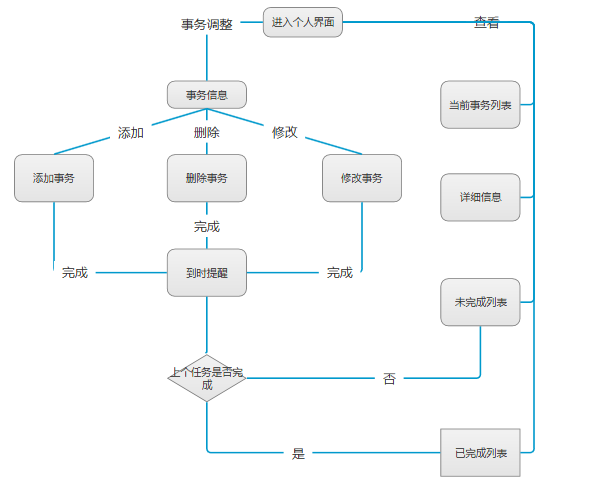 事务调整
进入个人界面
查看
事务信息
当前事务列表
添加
删除
修改
添加事务
删除事务
修改事务
详细信息
完成
完成
到时提醒
完成
未完成列表
上个任务是否完
成
否
是
已完成列表